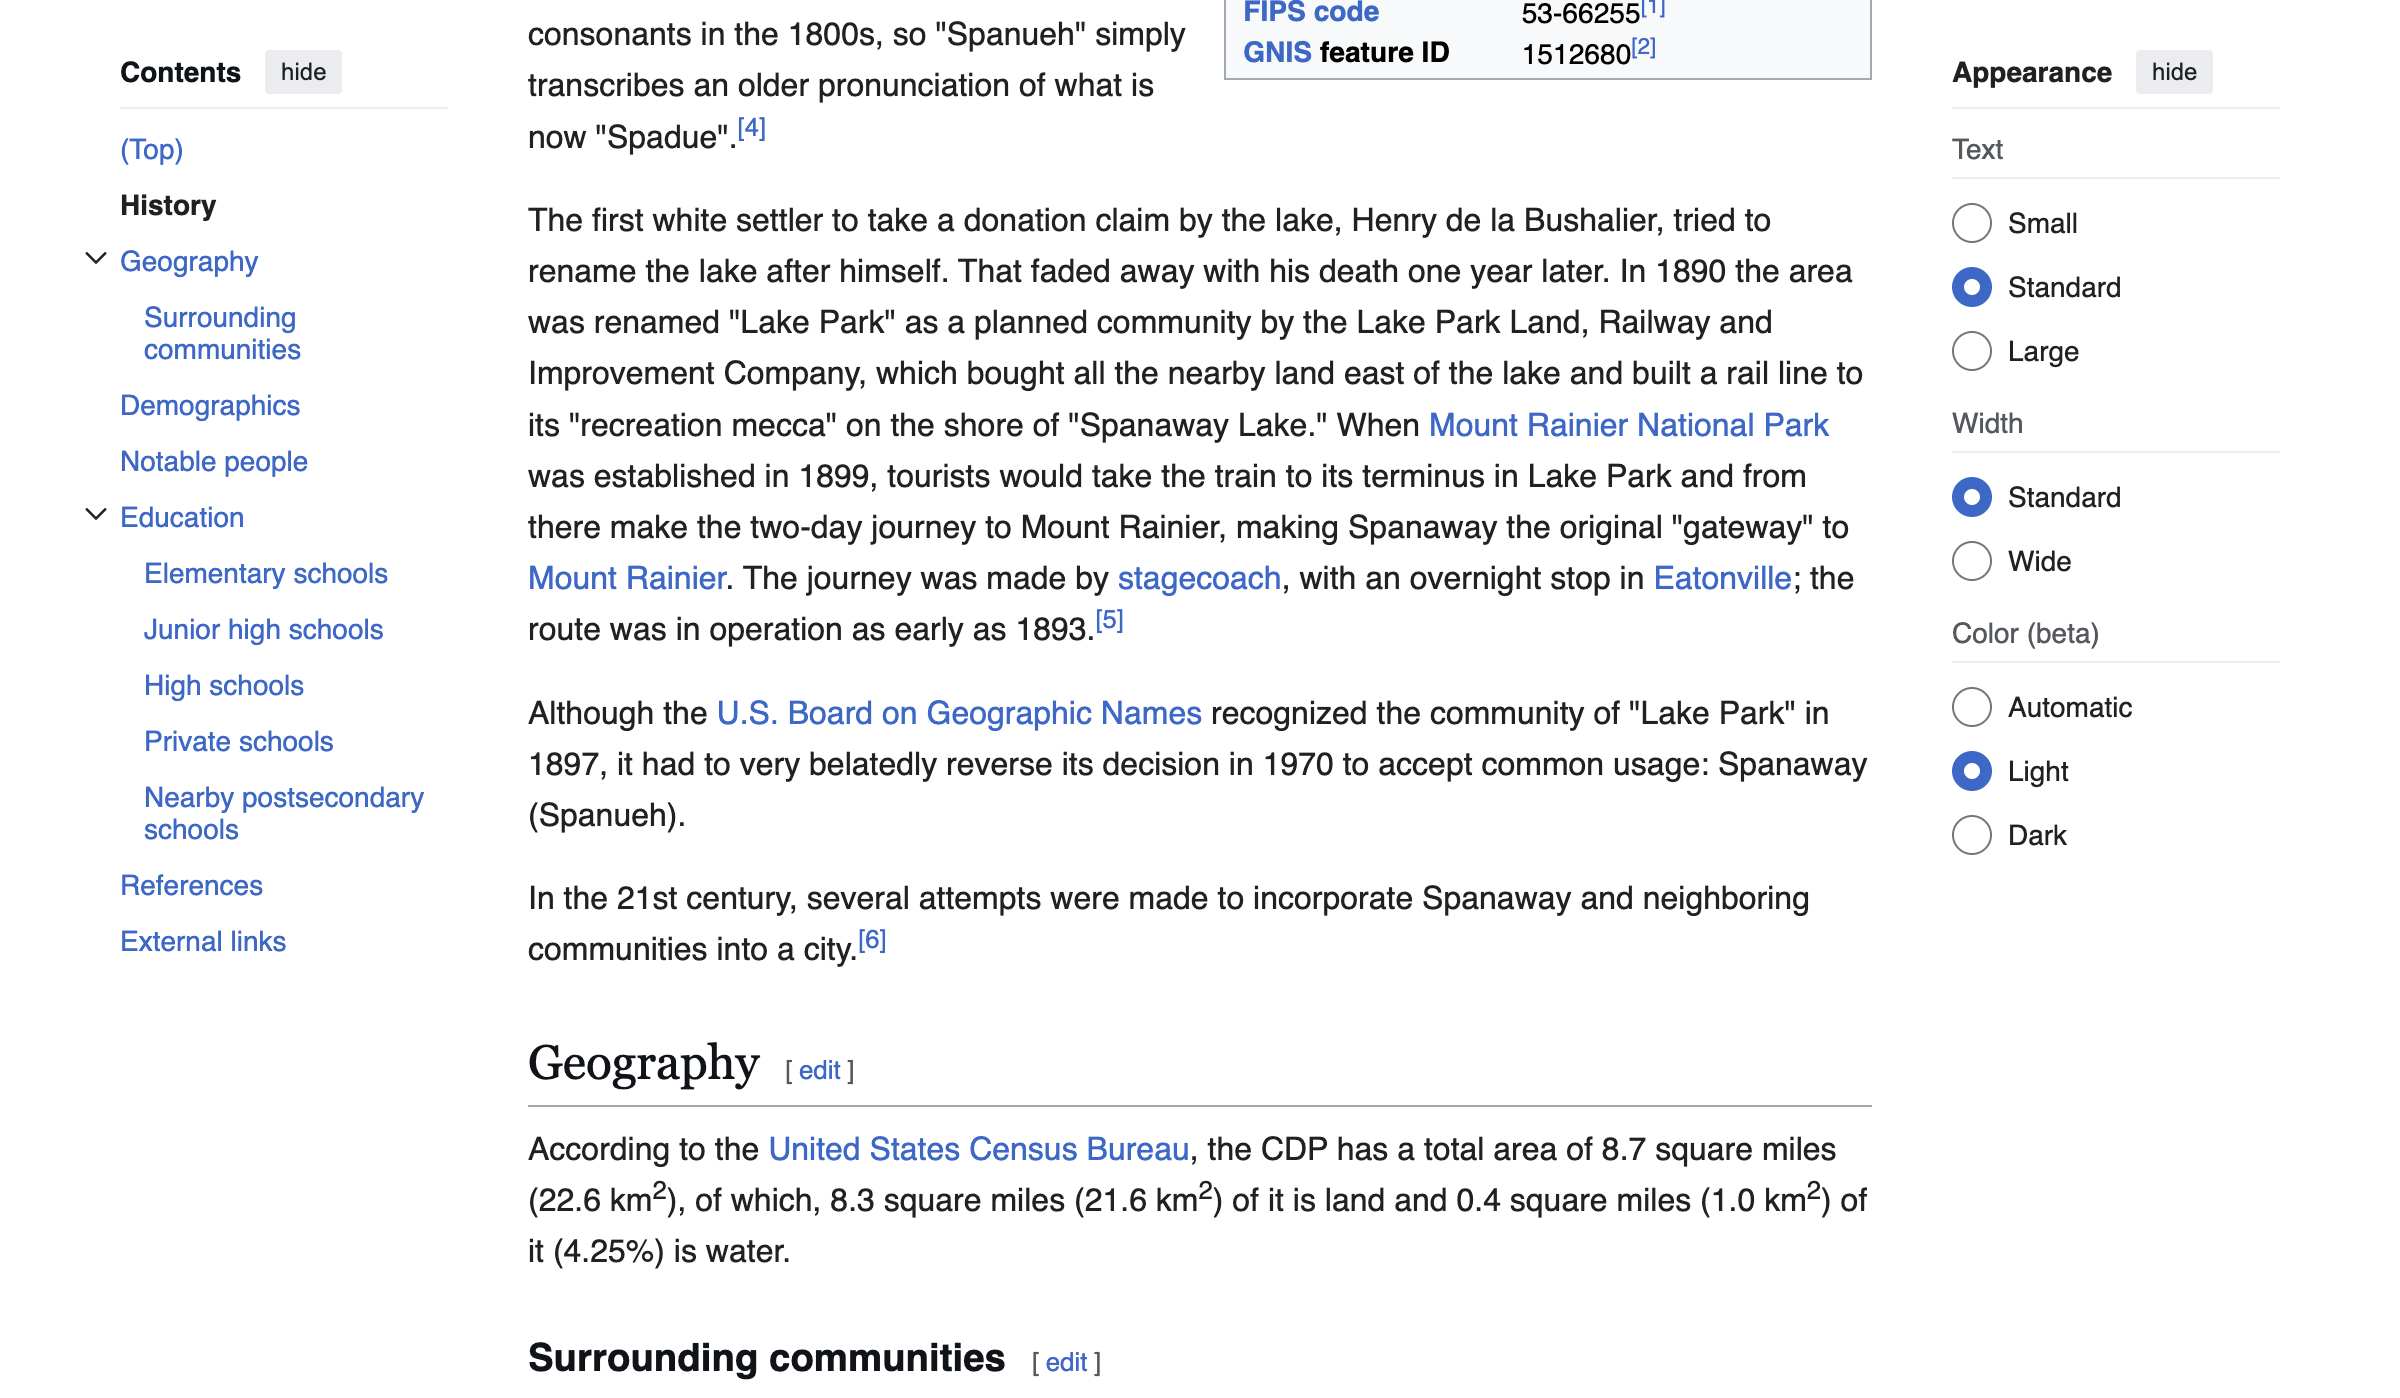 Contents hide
(Top)
History
Geography
Surrounding
communities
Demographics
Notable people
Education
Elementary schools
Junior high schools
High schools
Private schools
Nearby postsecondary
schools
References
External links
consonants in the 1800s, so "Spanueh" simply
transcribes an older pronunciation of what is
now "Spadue".[4]
FIPS code 53-66255[1]
GNIS feature ID 1512680[2]
The first white settler to take a donation claim by the lake, Henry de la Bushalier, tried to
rename the lake after himself. That faded away with his death one year later. In 1890 the area
was renamed "Lake Park" as a planned community by the Lake Park Land, Railway and
Improvement Company, which bought all the nearby land east of the lake and built a rail line to
its "recreation mecca" on the shore of "Spanaway Lake." When Mount Rainier National Park
was established in 1899, tourists would take the train to its terminus in Lake Park and from
there make the two-day journey to Mount Rainier, making Spanaway the original "gateway" to
Mount Rainier. The journey was made by stagecoach, with an overnight stop in Eatonville; the
route was in operation as early as 1893.[5]
Although the U.S. Board on Geographic Names recognized the community of "Lake Park" in
1897, it had to very belatedly reverse its decision in 1970 to accept common usage: Spanaway
(Spanueh).
In the 21st century, several attempts were made to incorporate Spanaway and neighboring
communities into a city.[6]
Geography [ edit ]
According to the United States Census Bureau, the CDP has a total area of 8.7 square miles
(22.6 km²), of which, 8.3 square miles (21.6 km²) of it is land and 0.4 square miles (1.0 km²) of
it (4.25%) is water.
Surrounding communities [ edit ]
Appearance hide
Text
Small
Standard
Large
Width
Standard
Wide
Color (beta)
Automatic
Light
Dark